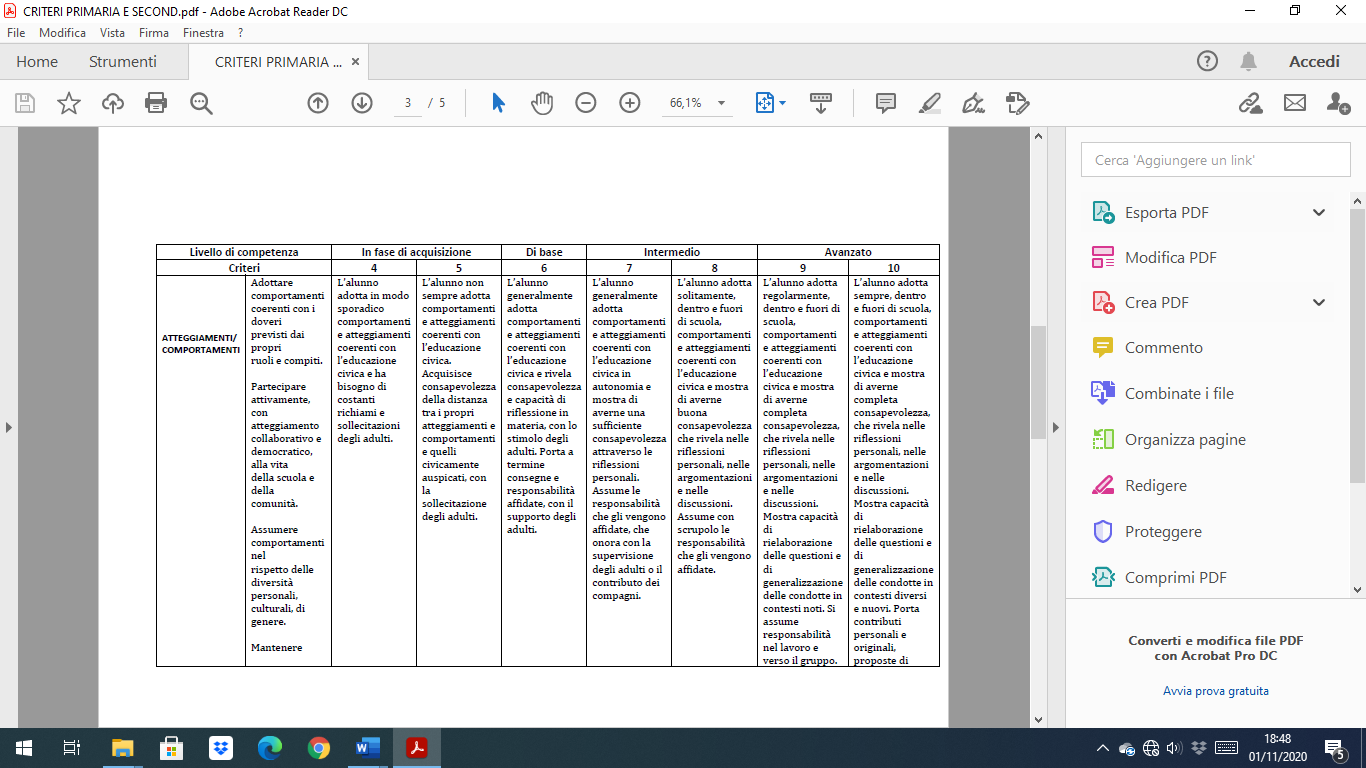 CRITERI PRIMARIA E SECOND.pdf - Adobe Acrobat Reader DC
File Modifica Vista Firma Finestra ?
Home Strumenti CRITERI PRIMARIA ... × Accedi
3 / 5 66,1%
Cerca 'Aggiungere un link'
Esporta PDF
Modifica PDF
Crea PDF
Commento
Combinate i file
Organizza pagine
Redigere
Proteggere
Comprimi PDF
Converti e modifica file PDF
con Acrobat Pro DC
Avvia prova gratuita
Livello di competenza In fase di acquisizione Di base Intermedio Avanzato
Criteri 4 5 6 7 8 9 10
ATTEGGIAMENTI/
COMPORTAMENTI
Adottare
comportamenti
coerenti con i
doveri
previsti dai
propri
ruoli e compiti.
Partecipare
attivamente,
con
atteggiamento
collaborativo e
democratico,
alla vita
della scuola e
della
comunità.
Assumere
comportamenti
nel
rispetto delle
diversità
personali,
culturali, di
genere.
Mantenere
L'alunno
adotta in modo
sporadico
comportamenti
e atteggiamenti
coerenti con
l'educazione
civica e ha
bisogno di
costanti
richiami e
sollecitazioni
degli adulti.
L'alunno non
sempre adotta
comportamenti
e atteggiamenti
coerenti con
l'educazione
civica.
Acquisisce
consapevolezza
della distanza
tra i propri
atteggiamenti e
comportamenti
e quelli
civicamente
auspicati, con
la
sollecitazione
degli adulti.
L'alunno
generalmente
adotta
comportamenti
e atteggiamenti
coerenti con
l'educazione
civica e rivela
consapevolezza
e capacità di
riflessione in
materia, con lo
stimolo degli
adulti. Porta a
termine
consegne e
responsabilità
affidate, con il
supporto degli
adulti.
L'alunno
generalmente
adotta
comportamenti
e atteggiamenti
coerenti con
l'educazione
civica in
autonomia e
mostra di
averne una
sufficiente
consapevolezza
attraverso le
riflessioni
personali.
Assume le
responsabilità
che gli vengono
affidate, che
onora con la
supervisione
degli adulti o il
contributo dei
compagni.
L'alunno adotta
solitamente,
dentro e fuori
di scuola,
comportamenti
e atteggiamenti
coerenti con
l'educazione
civica e mostra
di averne
buona
consapevolezza
che rivela nelle
riflessioni
personali, nelle
argomentazioni
e nelle
discussioni.
Assume con
scrupolo le
responsabilità
che gli vengono
affidate.
L'alunno adotta
regolarmente,
dentro e fuori di
scuola,
comportamenti
e atteggiamenti
coerenti con
l'educazione
civica e mostra
di averne
completa
consapevolezza,
che rivela nelle
riflessioni
personali, nelle
argomentazioni
e nelle
discussioni.
Mostra capacità
di
rielaborazione
delle questioni e
di
generalizzazione
delle condotte in
contesti noti. Si
assume
responsabilità
nel lavoro e
verso il gruppo.
L'alunno adotta
sempre, dentro
e fuori di scuola,
comportamenti
e atteggiamenti
coerenti con
l'educazione
civica e mostra
di averne
completa
consapevolezza,
che rivela nelle
riflessioni
personali, nelle
argomentazioni
e nelle
discussioni.
Mostra capacità
di
rielaborazione
delle questioni e
di
generalizzazione
delle condotte in
contesti diversi
e nuovi. Porta
contributi
personali e
originali,
proposte di
18:48
01/11/2020
5